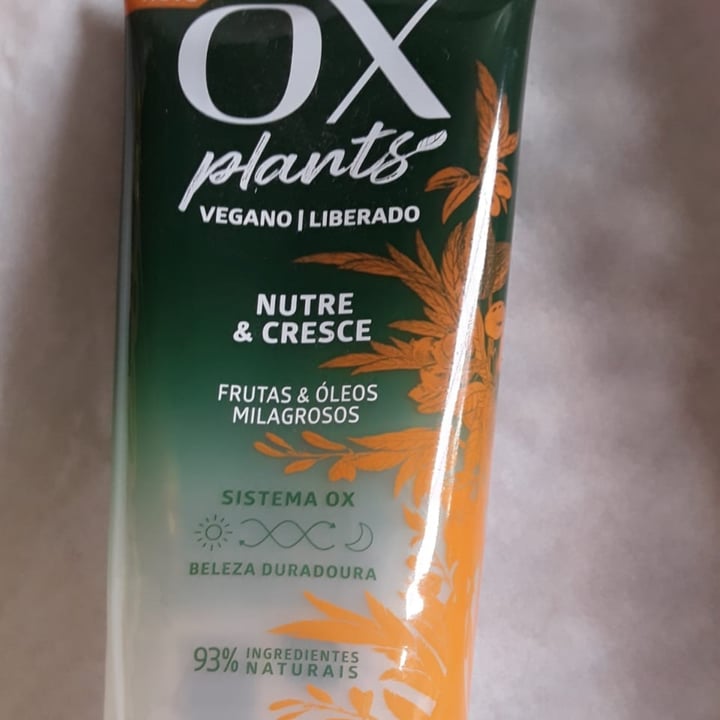 OX
plants
VEGANO | LIBERADO
NUTRE
& CRESCE
FRUTAS & ÓLEOS
MILAGROSOS
SISTEMA OX
BELEZA DURADOURA
93% INGREDIENTES
NATURAIS